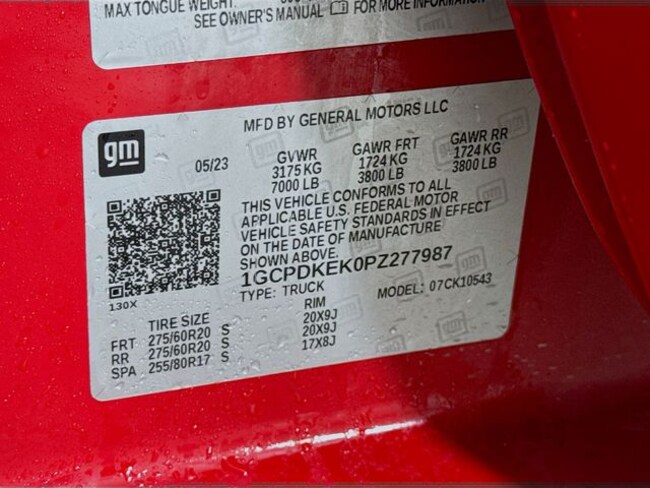 MAX TONGUE WEIGHT:
SEE OWNER'S MANUAL FOR MORE INFORMATION
gm
MFD BY GENERAL MOTORS LLC
05/23
GVWR GAWR FRT GAWR RR
3175 KG 1724 KG 1724 KG
7000 LB 3800 LB 3800 LB
THIS VEHICLE CONFORMS TO ALL
APPLICABLE U.S. FEDERAL MOTOR
VEHICLE SAFETY STANDARDS IN EFFECT
ON THE DATE OF MANUFACTURE
SHOWN ABOVE.
1GCPDKEK0PZ277987
TYPE: TRUCK MODEL: 07CK10543
130X
TIRE SIZE RIM
FRT 275/60R20 S 20X9J
RR 275/60R20 S 20X9J
SPA 255/80R17 S 17X8J